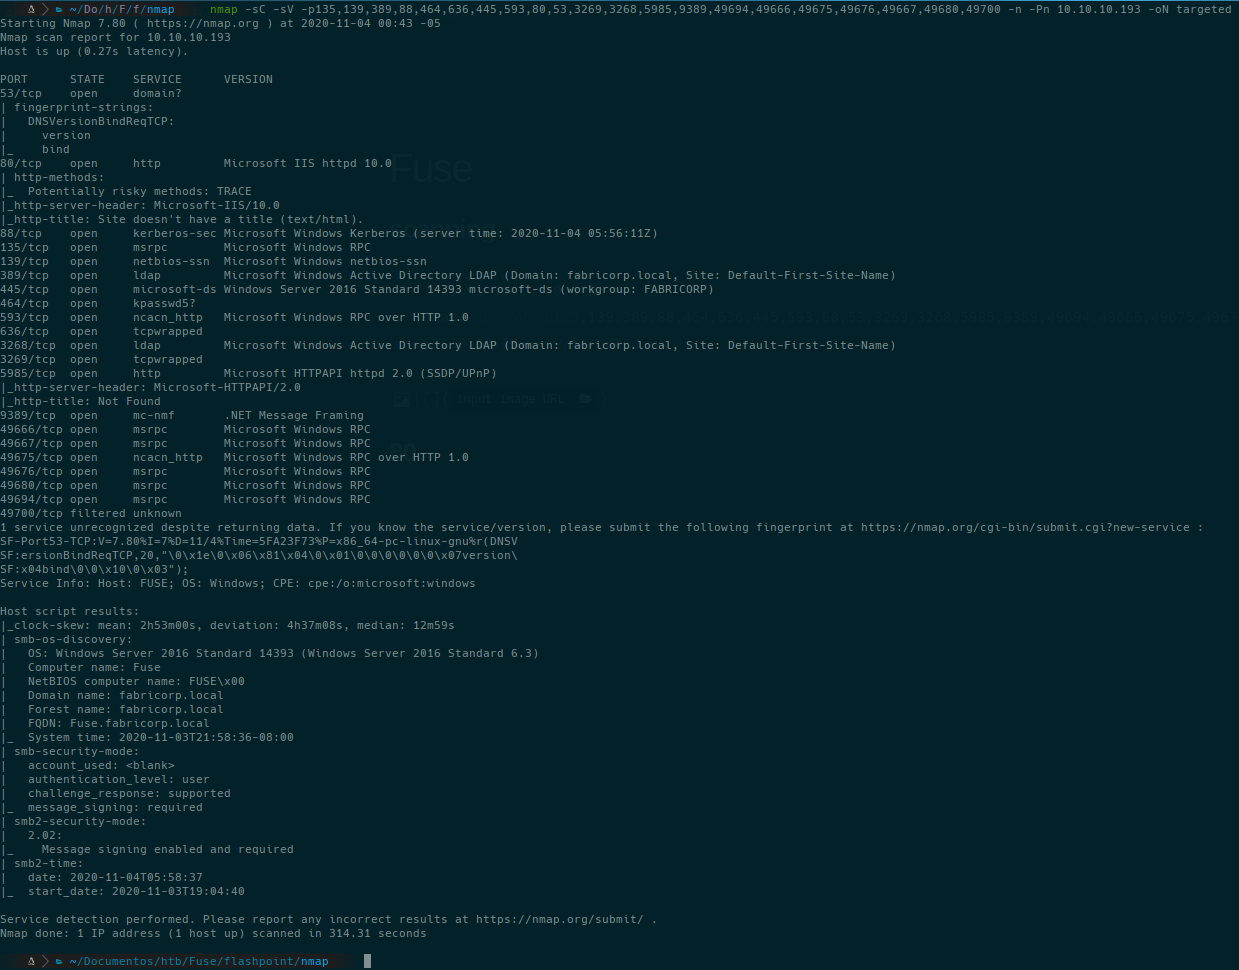 ~/Do/h/F/f/nmap nmap -sC -sV -p135,139,389,88,464,636,445,593,80,53,3269,3268,5985,9389,49694,49666,49675,49676,49667,49680,49700 -n -Pn 10.10.10.193 -oN targeted
Starting Nmap 7.80 ( https://nmap.org ) at 2020-11-04 00:43 -05
Nmap scan report for 10.10.10.193
Host is up (0.27s latency).

PORT      STATE    SERVICE      VERSION
53/tcp    open     domain?
| fingerprint-strings:
|   DNSVersionBindReqTCP:
|     version
|_    bind
80/tcp    open     http         Microsoft IIS httpd 10.0
| http-methods:
|_  Potentially risky methods: TRACE
|_http-server-header: Microsoft-IIS/10.0
|_http-title: Site doesn't have a title (text/html).
88/tcp    open     kerberos-sec Microsoft Windows Kerberos (server time: 2020-11-04 05:56:11Z)
135/tcp   open     msrpc        Microsoft Windows RPC
139/tcp   open     netbios-ssn  Microsoft Windows netbios-ssn
389/tcp   open     ldap         Microsoft Windows Active Directory LDAP (Domain: fabricorp.local, Site: Default-First-Site-Name)
445/tcp   open     microsoft-ds Windows Server 2016 Standard 14393 microsoft-ds (workgroup: FABRICORP)
464/tcp   open     kpasswd5?
593/tcp   open     ncacn_http   Microsoft Windows RPC over HTTP 1.0
636/tcp   open     tcpwrapped
3268/tcp  open     ldap         Microsoft Windows Active Directory LDAP (Domain: fabricorp.local, Site: Default-First-Site-Name)
3269/tcp  open     tcpwrapped
5985/tcp  open     http         Microsoft HTTPAPI httpd 2.0 (SSDP/UPnP)
|_http-server-header: Microsoft-HTTPAPI/2.0
|_http-title: Not Found
9389/tcp  open     mc-nmf       .NET Message Framing
49666/tcp open     msrpc        Microsoft Windows RPC
49667/tcp open     msrpc        Microsoft Windows RPC
49675/tcp open     ncacn_http   Microsoft Windows RPC over HTTP 1.0
49676/tcp open     msrpc        Microsoft Windows RPC
49680/tcp open     msrpc        Microsoft Windows RPC
49694/tcp open     msrpc        Microsoft Windows RPC
49700/tcp filtered unknown
1 service unrecognized despite returning data. If you know the service/version, please submit the following fingerprint at https://nmap.org/cgi-bin/submit.cgi?new-service :
SF-Port53-TCP:V=7.80%I=7%D=11/4%Time=5FA23F73%P=x86_64-pc-linux-gnu%r(DNSV
SF:ersionBindReqTCP,20,"\0\x1e\0\x06\x81\x04\0\x01\0\0\0\0\0\0\x07version\
SF:x04bind\0\0\x10\0\x03");
Service Info: Host: FUSE; OS: Windows; CPE: cpe:/o:microsoft:windows

Host script results:
|_clock-skew: mean: 2h53m00s, deviation: 4h37m08s, median: 12m59s
| smb-os-discovery:
|   OS: Windows Server 2016 Standard 14393 (Windows Server 2016 Standard 6.3)
|   Computer name: Fuse
|   NetBIOS computer name: FUSE\x00
|   Domain name: fabricorp.local
|   Forest name: fabricorp.local
|   FQDN: Fuse.fabricorp.local
|_  System time: 2020-11-03T21:58:36-08:00
| smb-security-mode:
|   account_used: <blank>
|   authentication_level: user
|   challenge_response: supported
|_  message_signing: required
| smb2-security-mode:
|   2.02:
|_    Message signing enabled and required
| smb2-time:
|   date: 2020-11-04T05:58:37
|_  start_date: 2020-11-03T19:04:40

Service detection performed. Please report any incorrect results at https://nmap.org/submit/ .
Nmap done: 1 IP address (1 host up) scanned in 314.31 seconds

~/Documentos/htb/Fuse/flashpoint/nmap
Fuse
input image URL